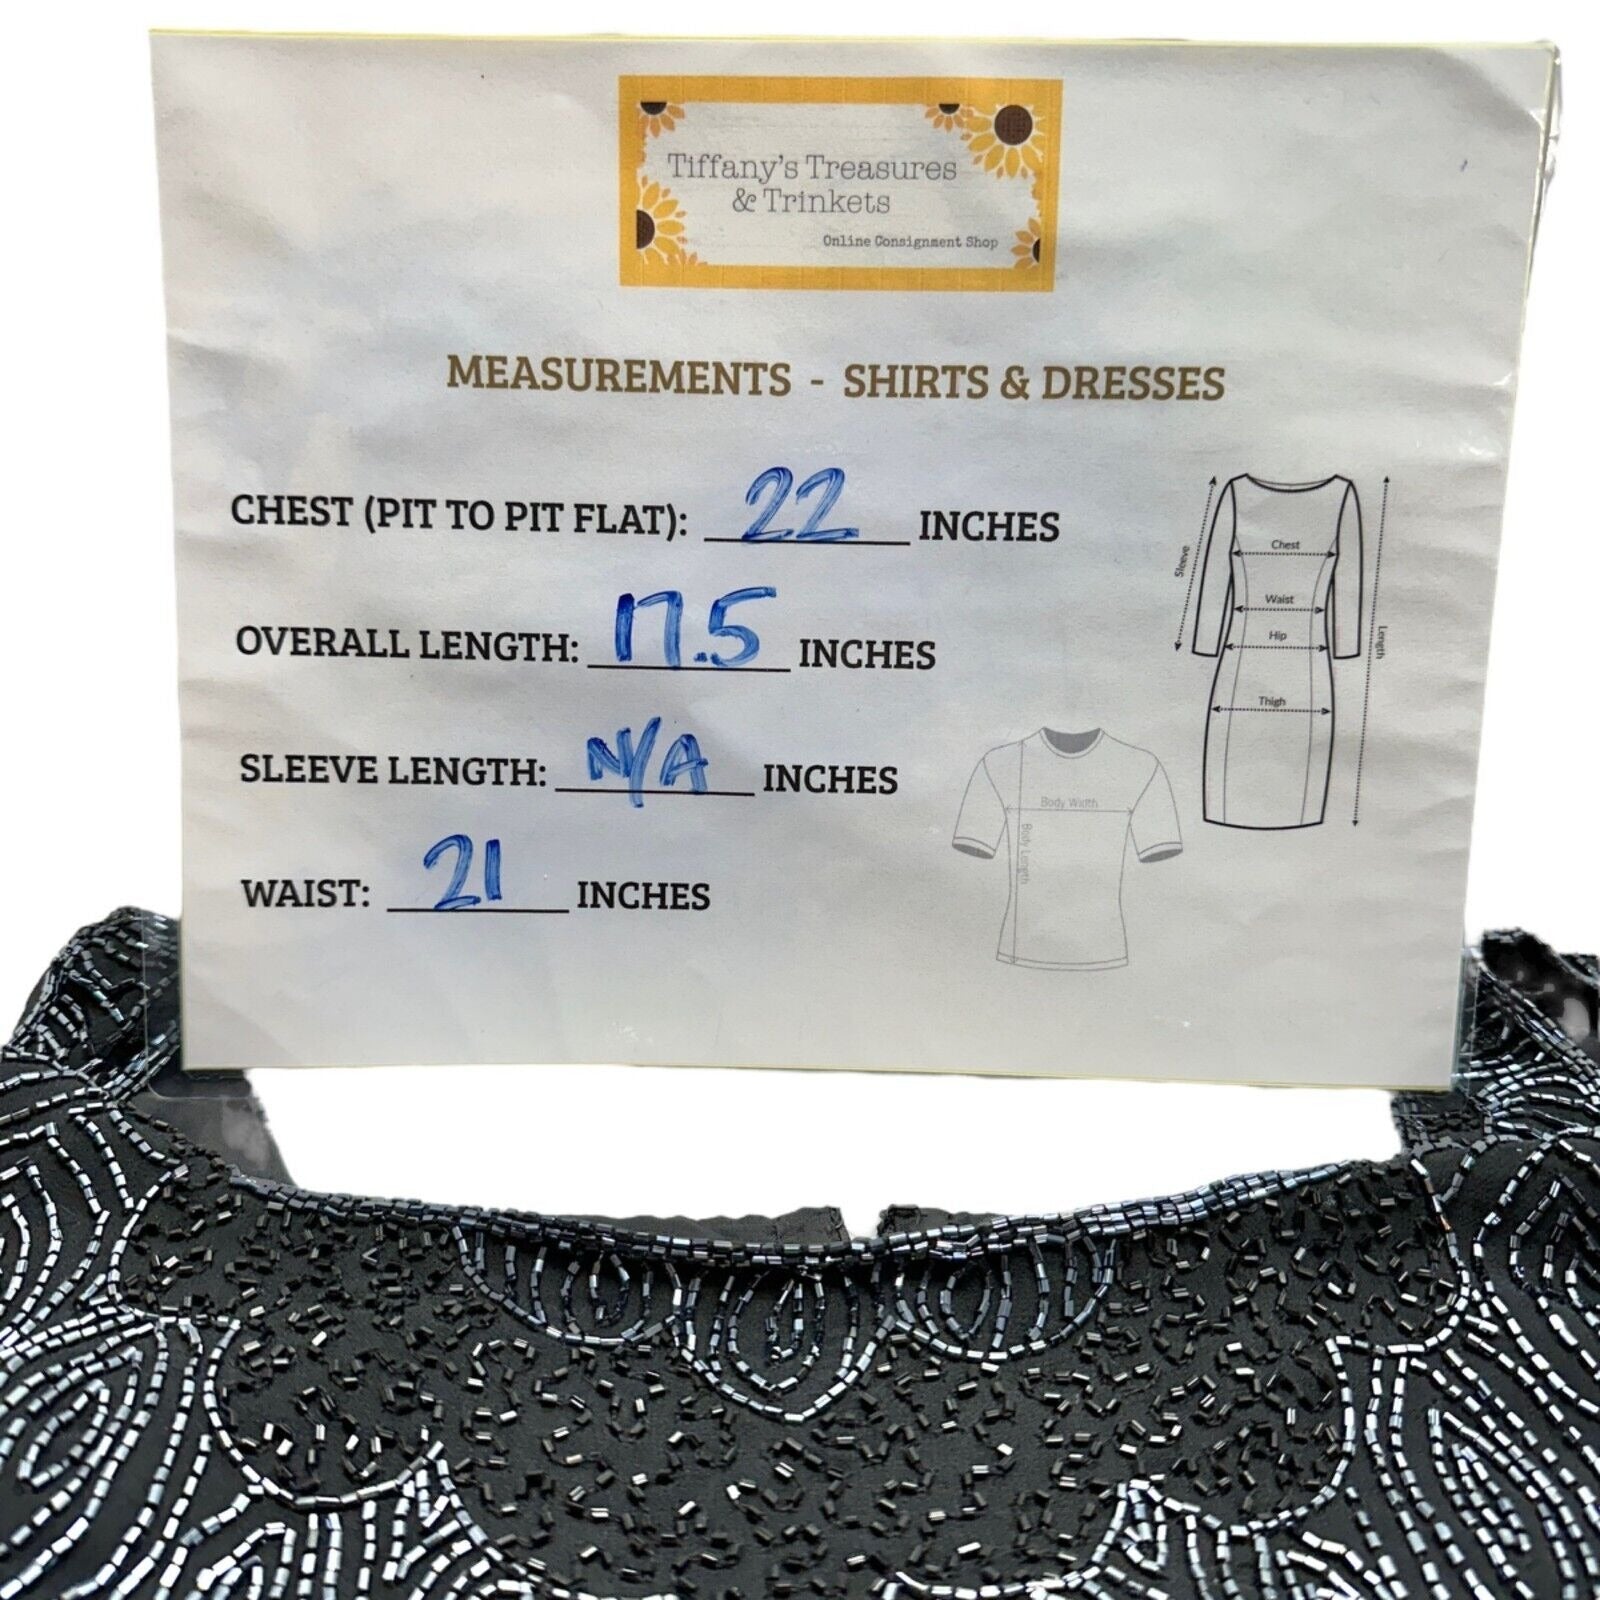 Tiffany's Treasures
& Trinkets
Online Consignment Shop
MEASUREMENTS - SHIRTS & DRESSES
CHEST (PIT TO PIT FLAT): 22 INCHES
OVERALL LENGTH: 17.5 INCHES
SLEEVE LENGTH: N/A INCHES
WAIST: 21 INCHES
Sleeve
Chest
Waist
Hip
Thigh
Length
Body Width
Body Length